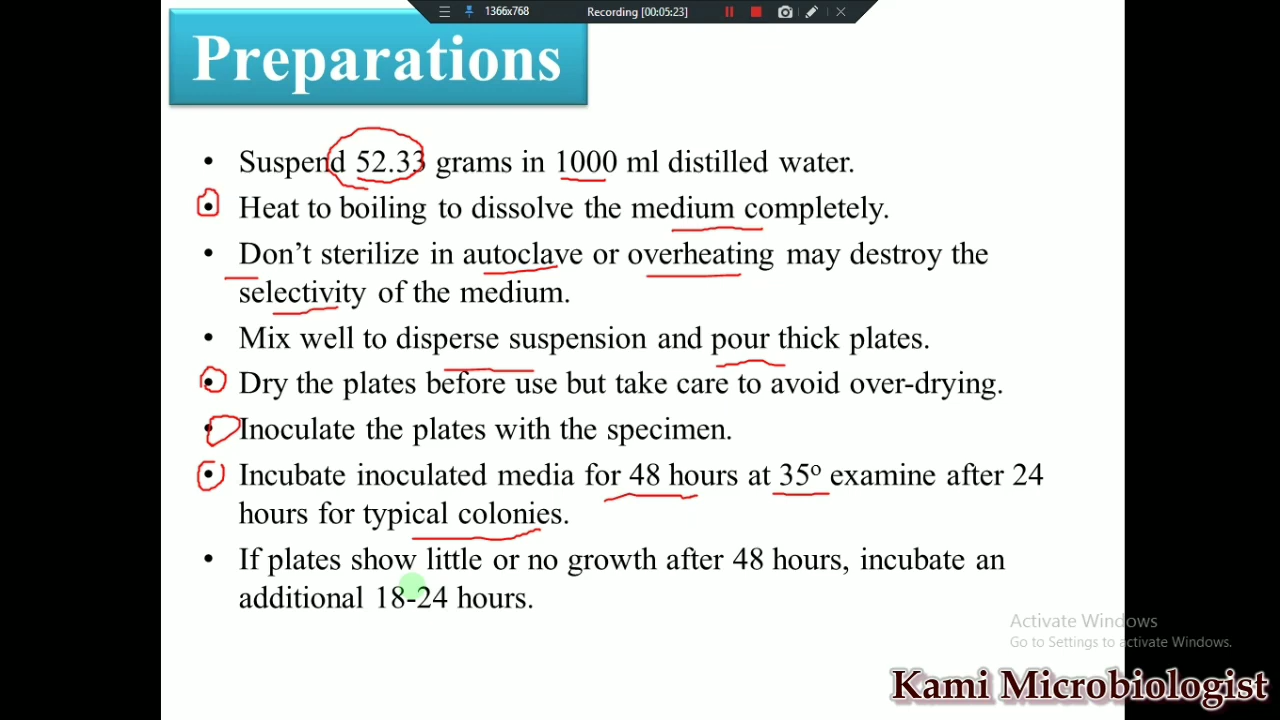 1366x768
Recording [00:05:23]
Preparations
• Suspend 52.33 grams in 1000 ml distilled water.
• Heat to boiling to dissolve the medium completely.
• Don’t sterilize in autoclave or overheating may destroy the
selectivity of the medium.
• Mix well to disperse suspension and pour thick plates.
• Dry the plates before use but take care to avoid over-drying.
• Inoculate the plates with the specimen.
• Incubate inoculated media for 48 hours at 35º examine after 24
hours for typical colonies.
• If plates show little or no growth after 48 hours, incubate an
additional 18-24 hours.
Activate Windows
Go to Settings to activate Windows.
Kami Microbiologist